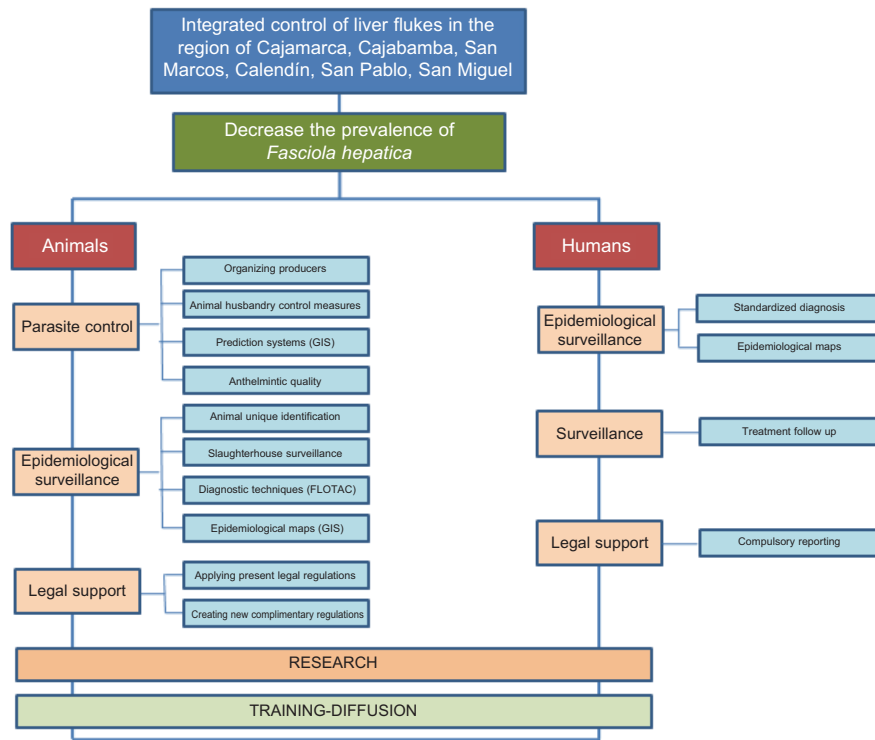 Integrated control of liver flukes in the
region of Cajamarca, Cajabamba, San
Marcos, Calendín, San Pablo, San Miguel
Decrease the prevalence of
Fasciola hepatica
Animals
Parasite control
Organizing producers
Animal husbandry control measures
Prediction systems (GIS)
Anthelmintic quality
Epidemiological
surveillance
Animal unique identification
Slaughterhouse surveillance
Diagnostic techniques (FLOTAC)
Epidemiological maps (GIS)
Legal support
Applying present legal regulations
Creating new complimentary regulations
Humans
Epidemiological
surveillance
Standardized diagnosis
Epidemiological maps
Surveillance
Treatment follow up
Legal support
Compulsory reporting
RESEARCH
TRAINING-DIFFUSION